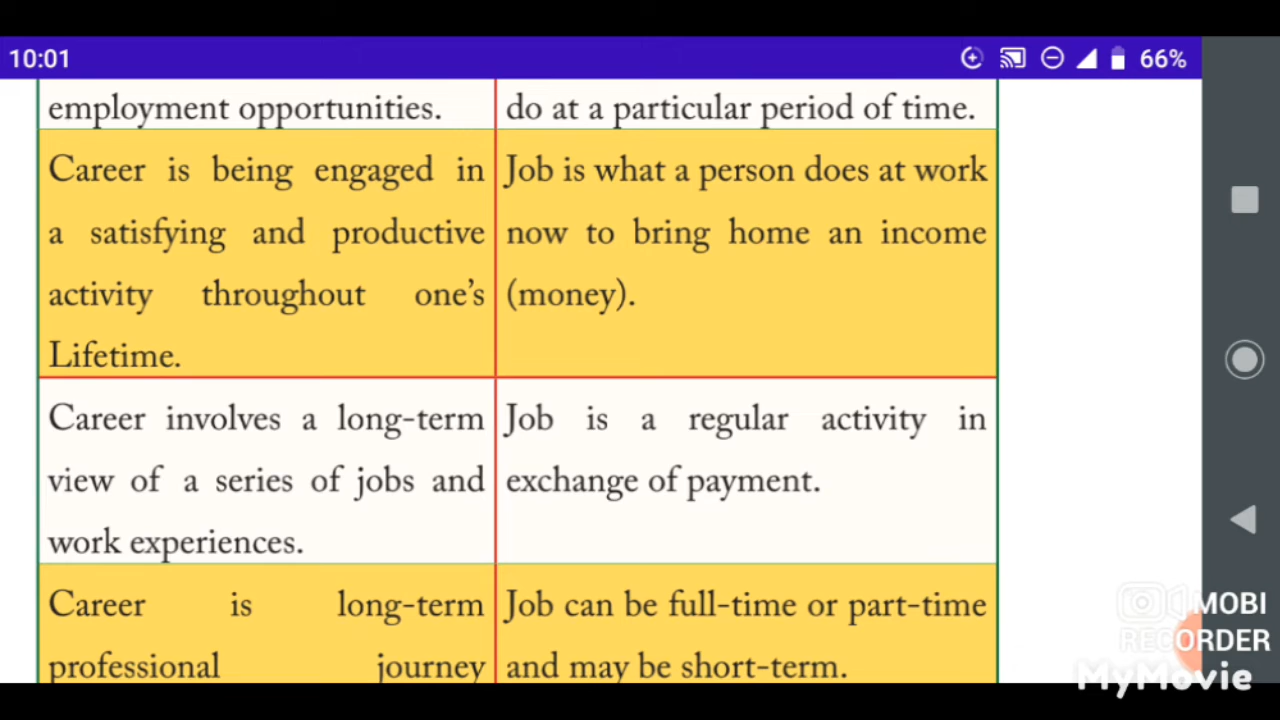 10:01
66%
employment opportunities.
Career is being engaged in
a satisfying and productive
activity throughout one's
Lifetime.
Career involves a long-term
view of a series of jobs and
work experiences.
Career is long-term
professional journey
do at a particular period of time.
Job is what a person does at work
now to bring home an income
(money).
Job is a regular activity in
exchange of payment.
Job can be full-time or part-time
and may be short-term.
MOBI
RECORDER
MyMovie